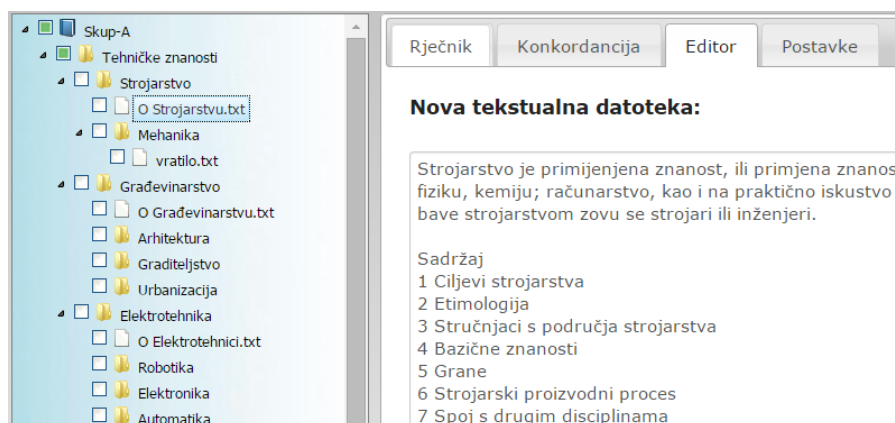 Skup-A
Tehničke znanosti
Strojarstvo
O Strojarstvu.txt
Mehanika
vratilo.txt
Građevinarstvo
O Građevinarstvu.txt
Arhitektura
Graditeljstvo
Urbanizacija
Elektrotehnika
O Elektrotehnici.txt
Robotika
Elektronika
Automatika
Rječnik Konkordancija Editor Postavke
Nova tekstualna datoteka:
Strojarstvo je primijenjena znanost, ili primjena znanos
fiziku, kemiju; računarstvo, kao i na praktično iskustvo
bave strojarstvom zovu se strojari ili inženjeri.
Sadržaj
1 Ciljevi strojarstva
2 Etimologija
3 Stručnjaci s područja strojarstva
4 Bazične znanosti
5 Grane
6 Strojarski proizvodni proces
7 Spoj s drugim disciplinama